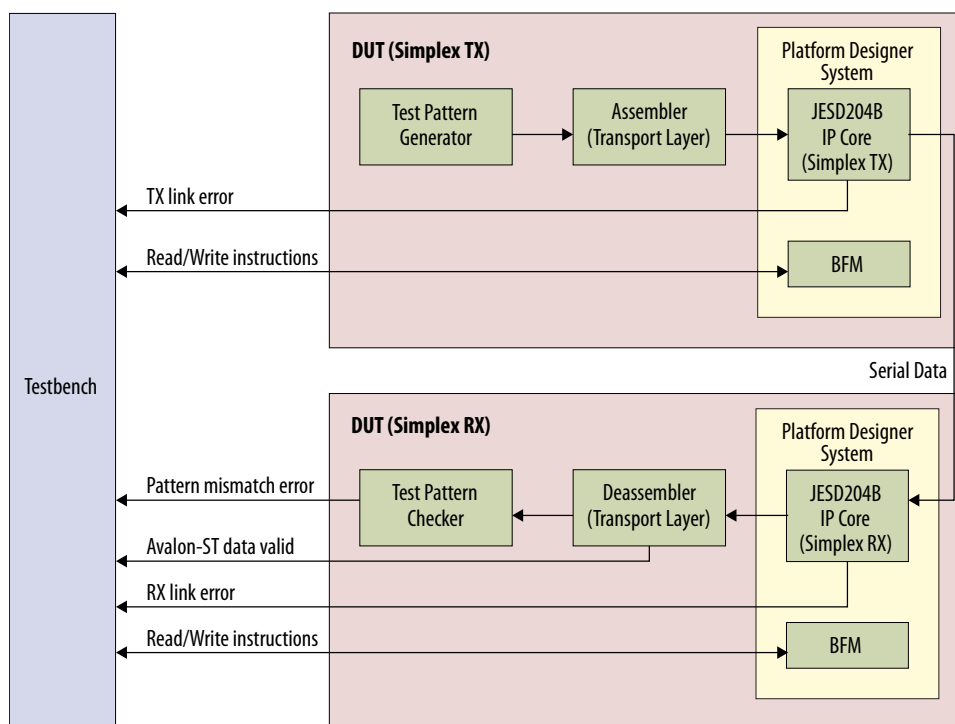 DUT (Simplex TX)
Platform Designer
System
Test Pattern
Generator
Assembler
(Transport Layer)
JESD204B
IP Core
(Simplex TX)
TX link error
Read/Write instructions
BFM
Serial Data
Testbench
DUT (Simplex RX)
Platform Designer
System
Pattern mismatch error
Test Pattern
Checker
Deassembler
(Transport Layer)
JESD204B
IP Core
(Simplex RX)
Avalon-ST data valid
RX link error
Read/Write instructions
BFM